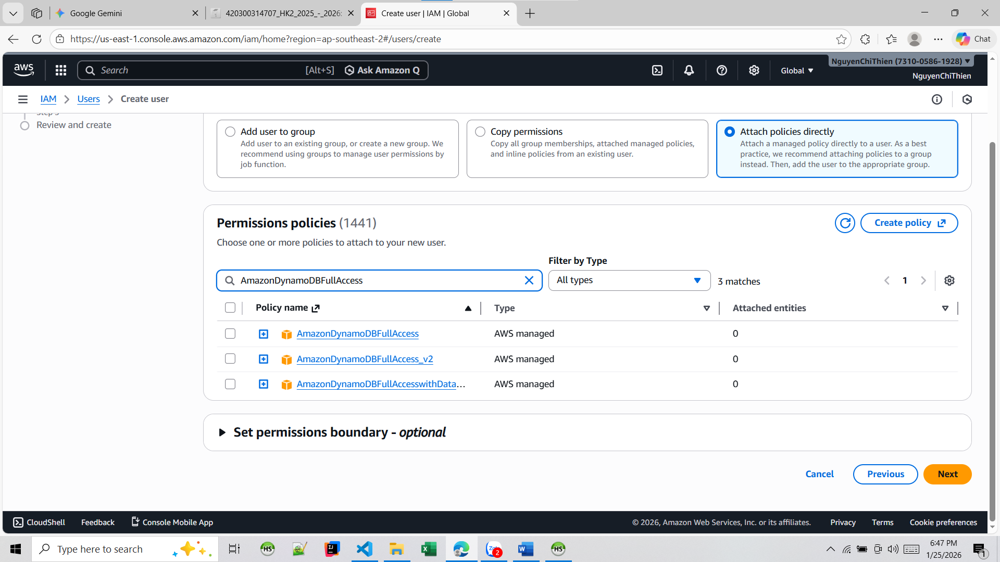 Google Gemini
420300314707_HK2_2025_-_2026:
Create user | IAM | Global
https://us-east-1.console.aws.amazon.com/iam/home?region=ap-southeast-2#/users/create
Chat
aws
Search
[Alt+S]
Ask Amazon Q
Global
NguyenChiThien (7310-0586-1928)
NguyenChiThien
IAM
Users
Create user
Step 3
Review and create
Add user to group
Add user to an existing group, or create a new group. We
recommend using groups to manage user permissions by
job function.
Copy permissions
Copy all group memberships, attached managed policies,
and inline policies from an existing user.
Attach policies directly
Attach a managed policy directly to a user. As a best
practice, we recommend attaching policies to a group
instead. Then, add the user to the appropriate group.
Permissions policies (1441)
Create policy
Choose one or more policies to attach to your new user.
Filter by Type
AmazonDynamoDBFullAccess
All types
3 matches
1
Policy name
Type
Attached entities
AmazonDynamoDBFullAccess
AWS managed
0
AmazonDynamoDBFullAccess_v2
AWS managed
0
AmazonDynamoDBFullAccesswithData...
AWS managed
0
Set permissions boundary - optional
Cancel
Previous
Next
CloudShell
Feedback
Console Mobile App
© 2026, Amazon Web Services, Inc. or its affiliates.
Privacy
Terms
Cookie preferences
Type here to search
HS
IJ
2
HS
6:47 PM
1/25/2026
1